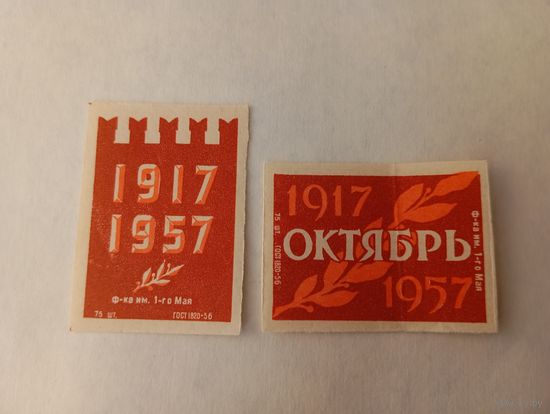 1917
1957
Ф-ка им. 1-го Мая
75 шт. ГОСТ 1820-56
1917
ОКТЯБРЬ
1957
75 шт. ГОСТ 1820-56
Ф-ка им. 1-го Мая